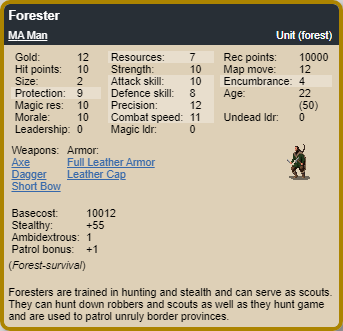 Forester
MA Man Unit (forest)
Gold: 12 Resources: 7 Rec points: 10000
Hit points: 10 Strength: 10 Map move: 12
Size: 2 Attack skill: 10 Encumbrance: 4
Protection: 9 Defence skill: 8 Age: 22
Magic res: 10 Precision: 12 (50)
Morale: 10 Combat speed: 11 Undead ldr: 0
Leadership: 0 Magic ldr: 0
Weapons: Armor:
Axe Full Leather Armor
Dagger Leather Cap
Short Bow
Basecost: 10012
Stealthy: +55
Ambidextrous: 1
Patrol bonus: +1
(Forest-survival)
Foresters are trained in hunting and stealth and can serve as scouts.
They can hunt down robbers and scouts as well as they hunt game
and are used to patrol unruly border provinces.